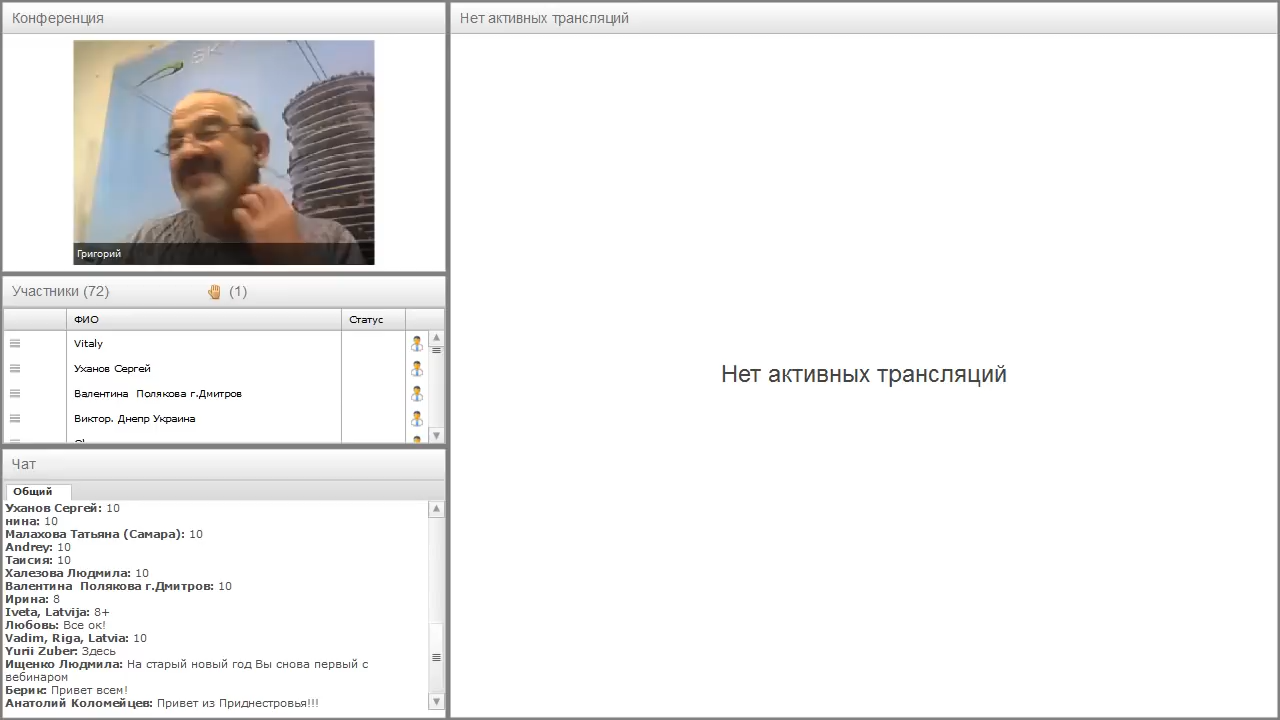 Конференция
Нет активных трансляций
SK
Григорий
Участники (72)
(1)
ФИО
Статус
Vitaly
Уханов Сергей
Валентина Полякова г.Дмитров
Виктор. Днепр Украина
Нет активных трансляций
Чат
Общий
Уханов Сергей: 10
нина: 10
Малахова Татьяна (Самара): 10
Andrey: 10
Таисия: 10
Халезова Людмила: 10
Валентина Полякова г.Дмитров: 10
Ирина: 8
Iveta, Latvija: 8+
Любовь: Все ок!
Vadim, Riga, Latvia: 10
Yurii Zuber: Здесь
Ищенко Людмила: На старый новый год Вы снова первый с
вебинаром
Берик: Привет всем!
Анатолий Коломейцев: Привет из Приднестровья!!!